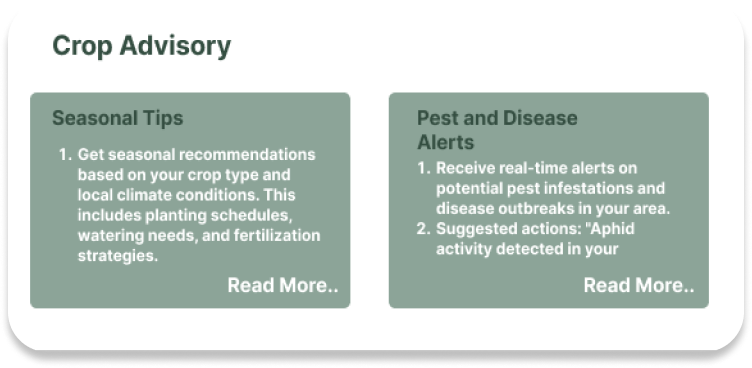 Crop Advisory
Seasonal Tips
1. Get seasonal recommendations
based on your crop type and
local climate conditions. This
includes planting schedules,
watering needs, and fertilization
strategies.
Read More..
Pest and Disease
Alerts
1. Receive real-time alerts on
potential pest infestations and
disease outbreaks in your area.
2. Suggested actions: "Aphid
activity detected in your
Read More..